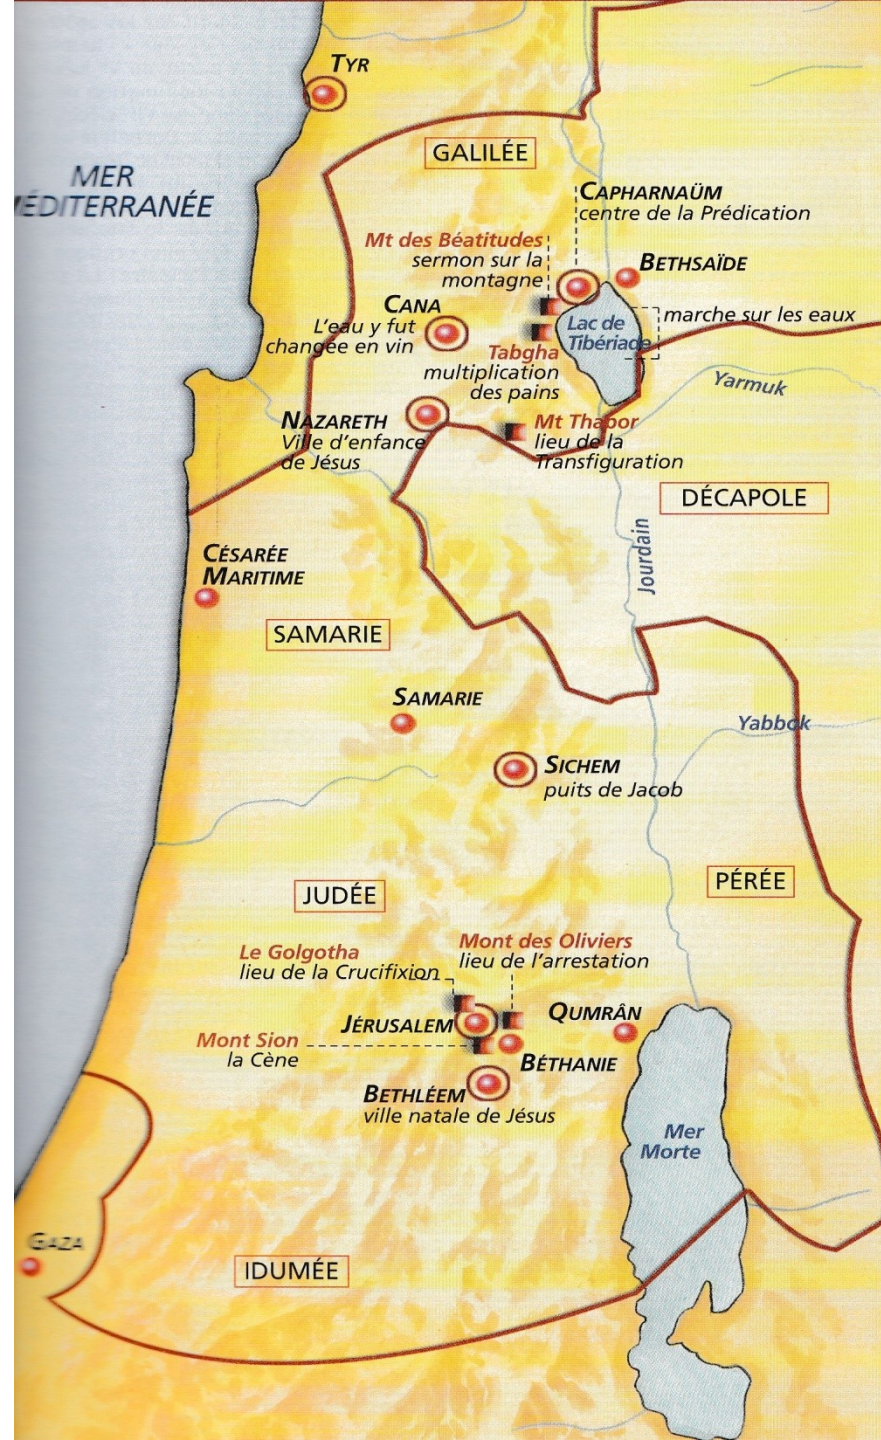 TYR
GALILÉE
MER
MÉDITERRANÉE
CAPHARNAÜM
centre de la Prédication
Mt des Béatitudes
sermon sur la
montagne
BETHSAÏDE
CANA
L'eau y fut
changée en vin
Lac de
Tibériade
marche sur les eaux
Tabgha
multiplication
des pains
Yarmuk
NAZARETH
Ville d'enfance
de Jésus
Mt Thabor
lieu de la
Transfiguration
DÉCAPOLE
Jourdain
CÉSARÉE
MARITIME
SAMARIE
SAMARIE
Yabbok
SICHEM
puits de Jacob
PÉRÉE
JUDÉE
Le Golgotha
lieu de la Crucifixion
Mont des Oliviers
lieu de l'arrestation
JÉRUSALEM
QUMRÂN
Mont Sion
la Cène
BÉTHANIE
BETHLÉEM
ville natale de Jésus
Mer
Morte
GAZA
IDUMÉE